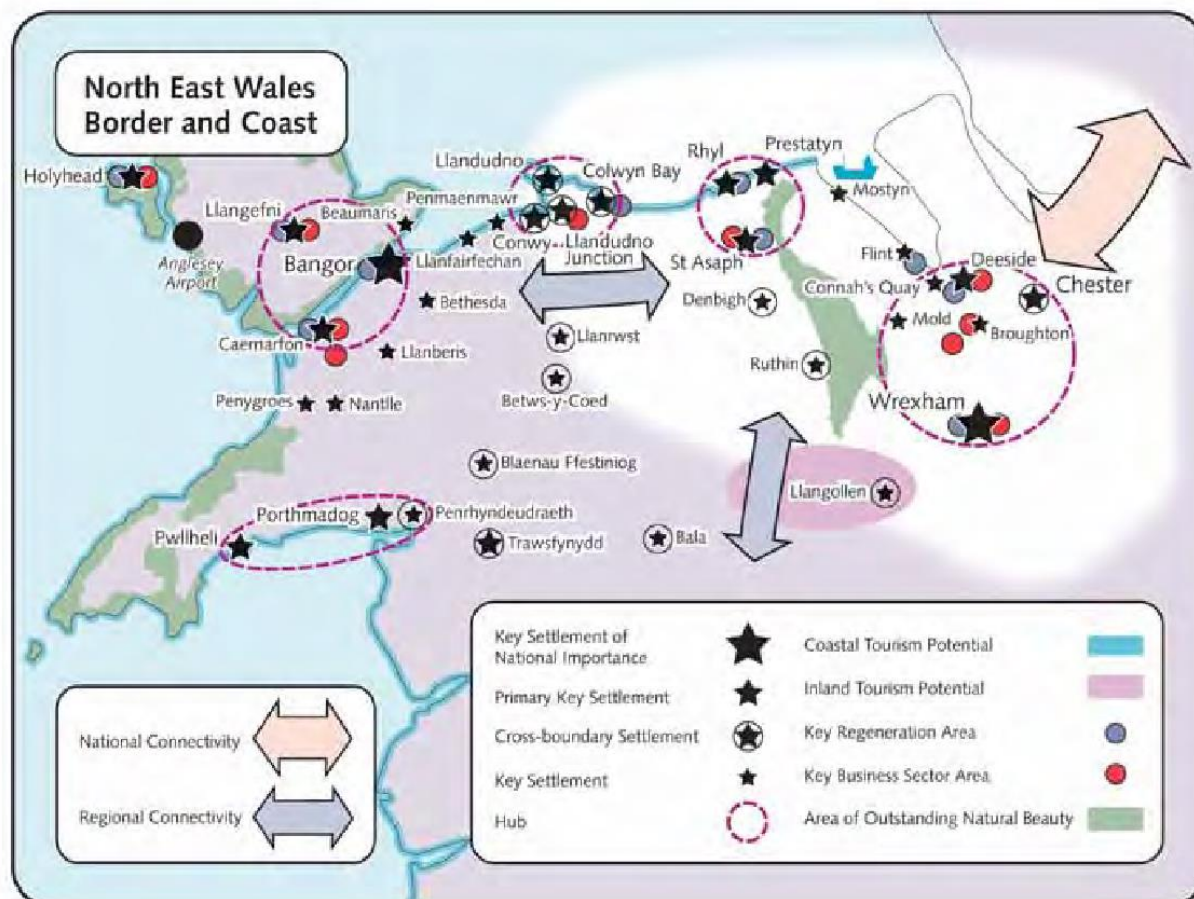 North East Wales
Border and Coast
Holyhead
Llangefni
Beaumaris
Penmaenmawr
Llandudno
Colwyn Bay
Rhyl
Prestatyn
Mostyn
Anglesey
Airport
Bangor
Llanfairfechan
Conwy
Llandudno
Junction
St Asaph
Flint
Deeside
Connah's Quay
Chester
Bethesda
Denbigh
Mold
Broughton
Caernarfon
Llanberis
Llanrwst
Ruthin
Penygroes
Nantlle
Betws-y-Coed
Wrexham
Blaenau Ffestiniog
Llangollen
Porthmadog
Penrhyndeudraeth
Pwllheli
Trawsfynydd
Bala
Key Settlement of
National Importance
Primary Key Settlement
Cross-boundary Settlement
Key Settlement
Hub
Coastal Tourism Potential
Inland Tourism Potential
Key Regeneration Area
Key Business Sector Area
Area of Outstanding Natural Beauty
National Connectivity
Regional Connectivity